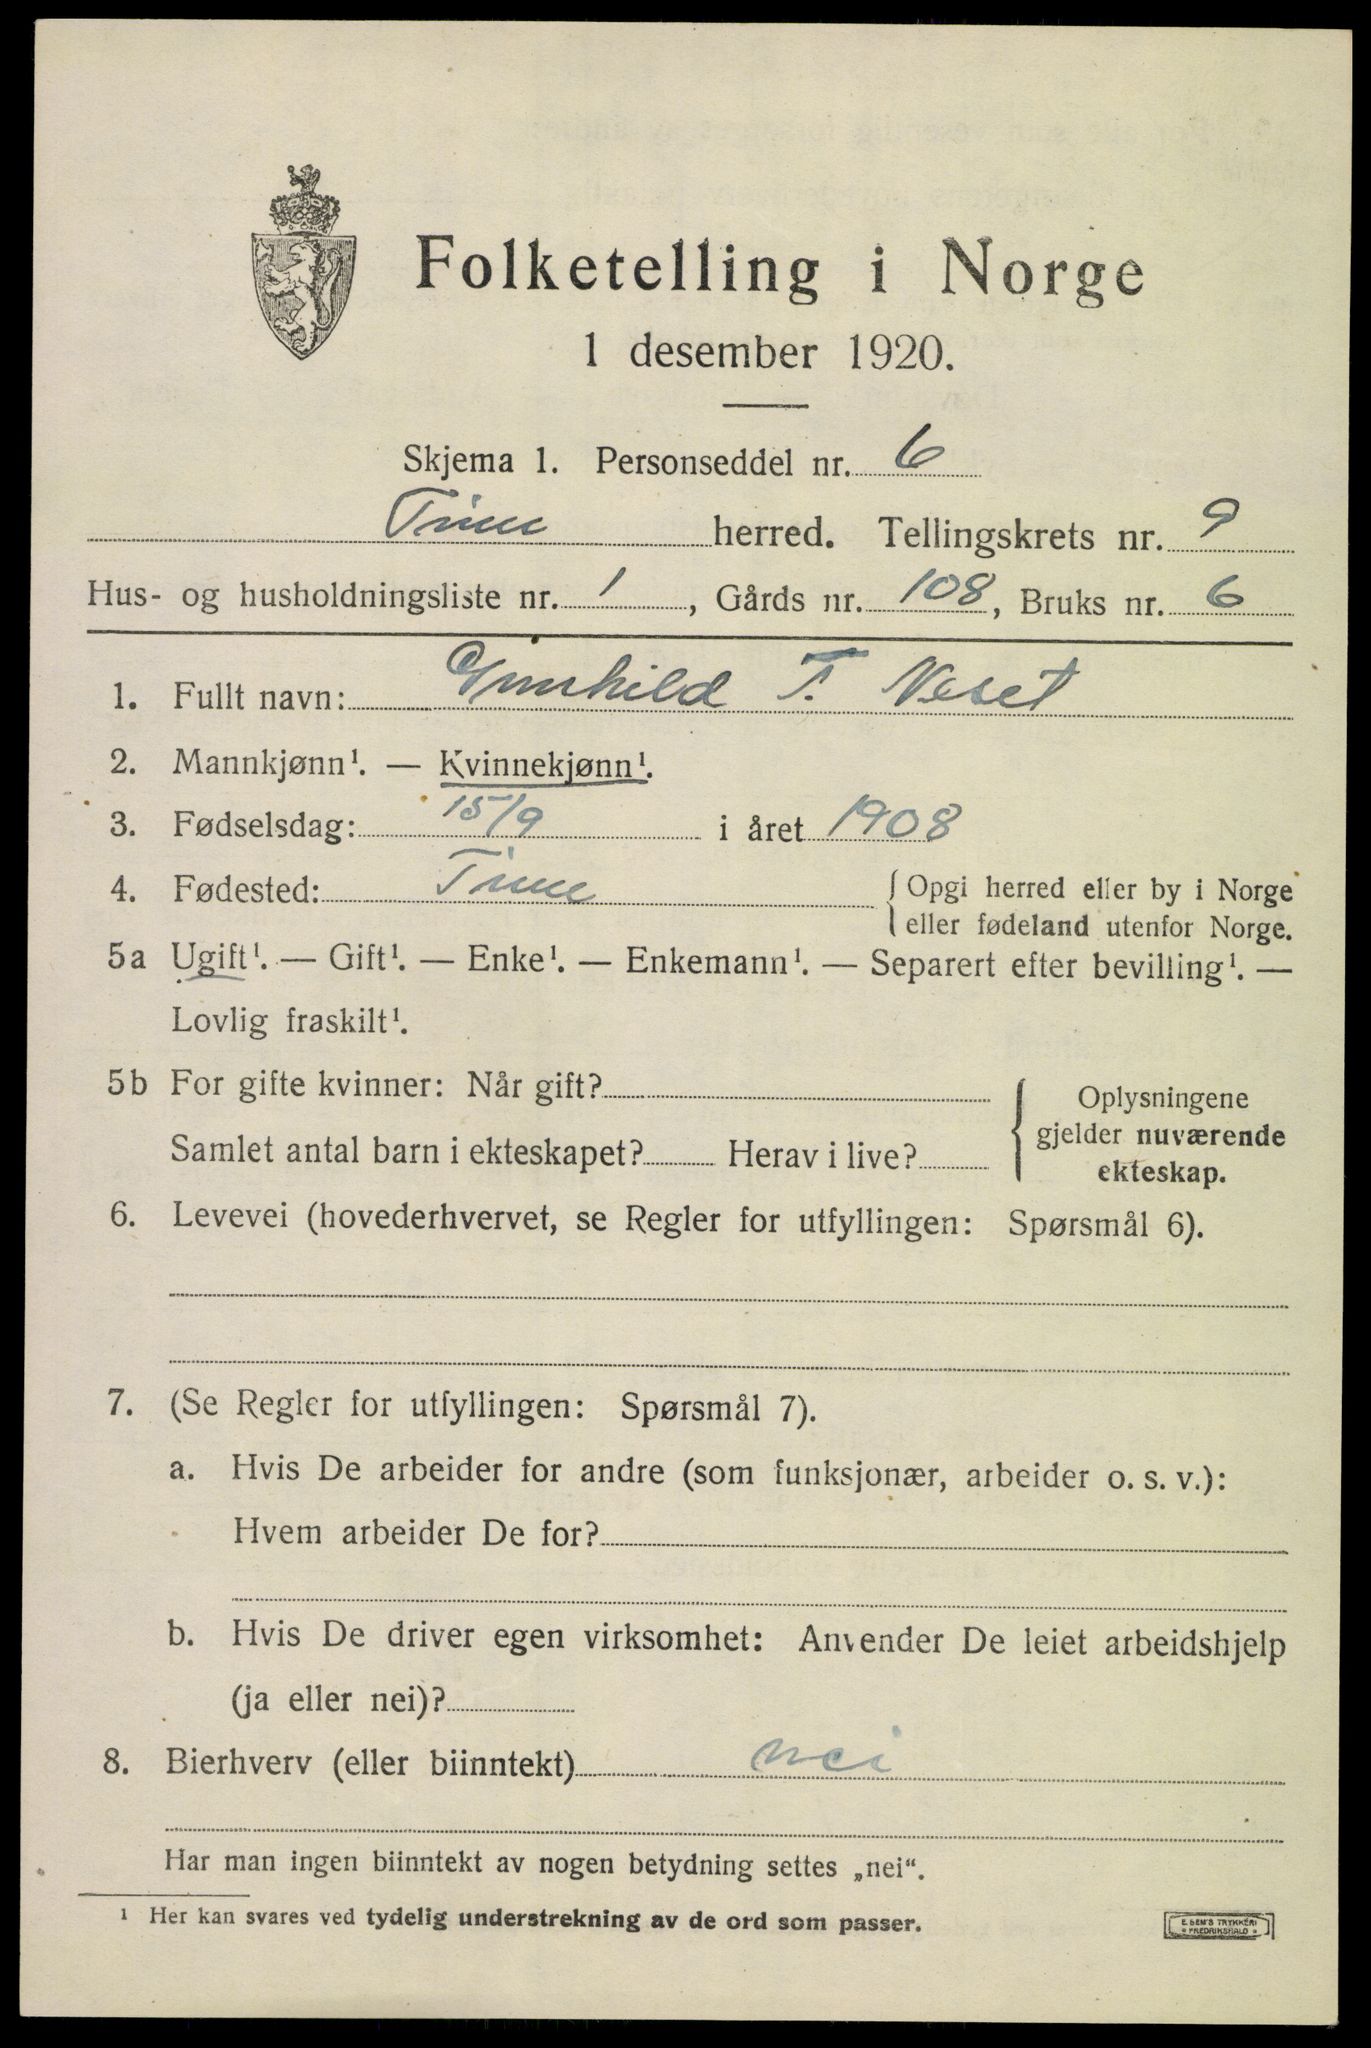 Folketelling i Norge
1 desember 1920.
Skjema 1. Personseddel nr. 6
Time herred. Tellingskrets nr. 9
Hus- og husholdningsliste nr. 1, Gårds nr. 108, Bruks nr. 6
1. Fullt navn: Gunhild T. Neset
2. Mannkjønn¹. — Kvinnekjønn¹.
3. Fødselsdag: 15/9 i året 1908
4. Fødested: Time { Opgi herred eller by i Norge
eller fødeland utenfor Norge.
5a Ugift¹. — Gift¹. — Enke¹. — Enkemann¹. — Separert efter bevilling¹. —
Lovlig fraskilt¹.
5b For gifte kvinner: Når gift?
Samlet antal barn i ekteskapet? Herav i live?
{ Oplysningene
gjelder nuværende
ekteskap.
6. Levevei (hovederhvervet, se Regler for utfyllingen: Spørsmål 6).
7. (Se Regler for utfyllingen: Spørsmål 7).
a. Hvis De arbeider for andre (som funksjonær, arbeider o. s. v.):
Hvem arbeider De for?
b. Hvis De driver egen virksomhet: Anvender De leiet arbeidshjelp
(ja eller nei)?
8. Bierhverv (eller biinntekt) nei
Har man ingen biinntekt av nogen betydning settes „nei“.
¹ Her kan svares ved tydelig understrekning av de ord som passer.
E. SEM'S TRYKKERI
* FREDRIKSHALD *